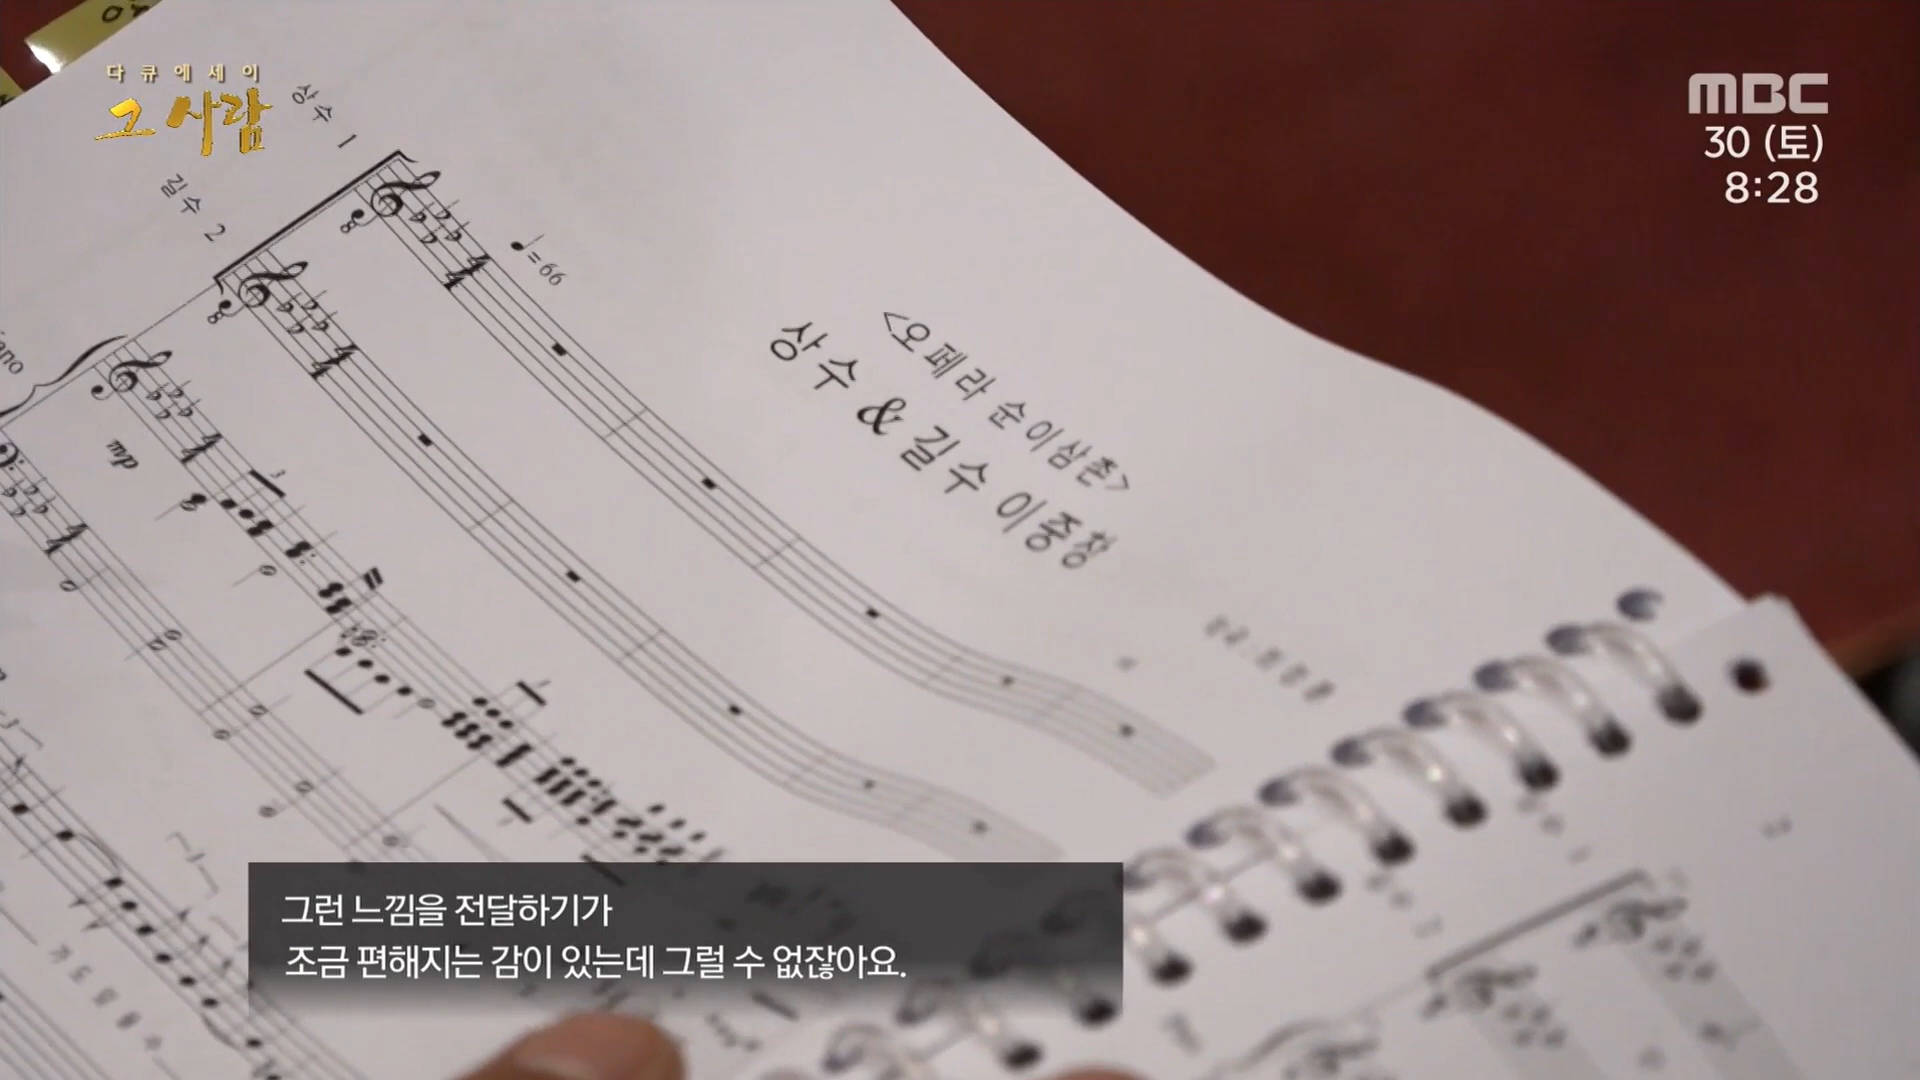 다큐에세이
그 사람
MBC
30 (토)
8:28
<오페라 순이삼촌>
상수 & 길수 이중창
상수 1
길수 2
= 66
mp
3
그런 느낌을 전달하기가
조금 편해지는 감이 있는데 그럴 수 없잖아요.